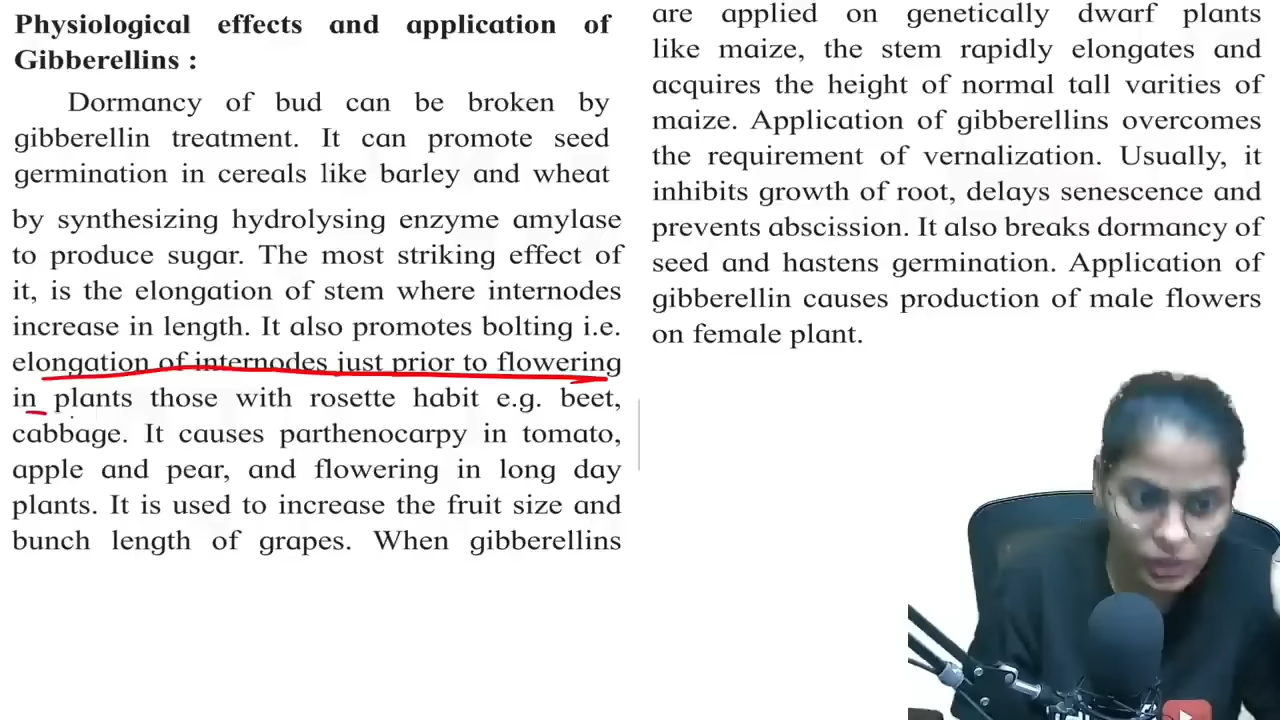 Physiological effects and application of
Gibberellins :
Dormancy of bud can be broken by
gibberellin treatment. It can promote seed
germination in cereals like barley and wheat
by synthesizing hydrolysing enzyme amylase
to produce sugar. The most striking effect of
it, is the elongation of stem where internodes
increase in length. It also promotes bolting i.e.
elongation of internodes just prior to flowering
in plants those with rosette habit e.g. beet,
cabbage. It causes parthenocarpy in tomato,
apple and pear, and flowering in long day
plants. It is used to increase the fruit size and
bunch length of grapes. When gibberellins
are applied on genetically dwarf plants
like maize, the stem rapidly elongates and
acquires the height of normal tall varities of
maize. Application of gibberellins overcomes
the requirement of vernalization. Usually, it
inhibits growth of root, delays senescence and
prevents abscission. It also breaks dormancy of
seed and hastens germination. Application of
gibberellin causes production of male flowers
on female plant.